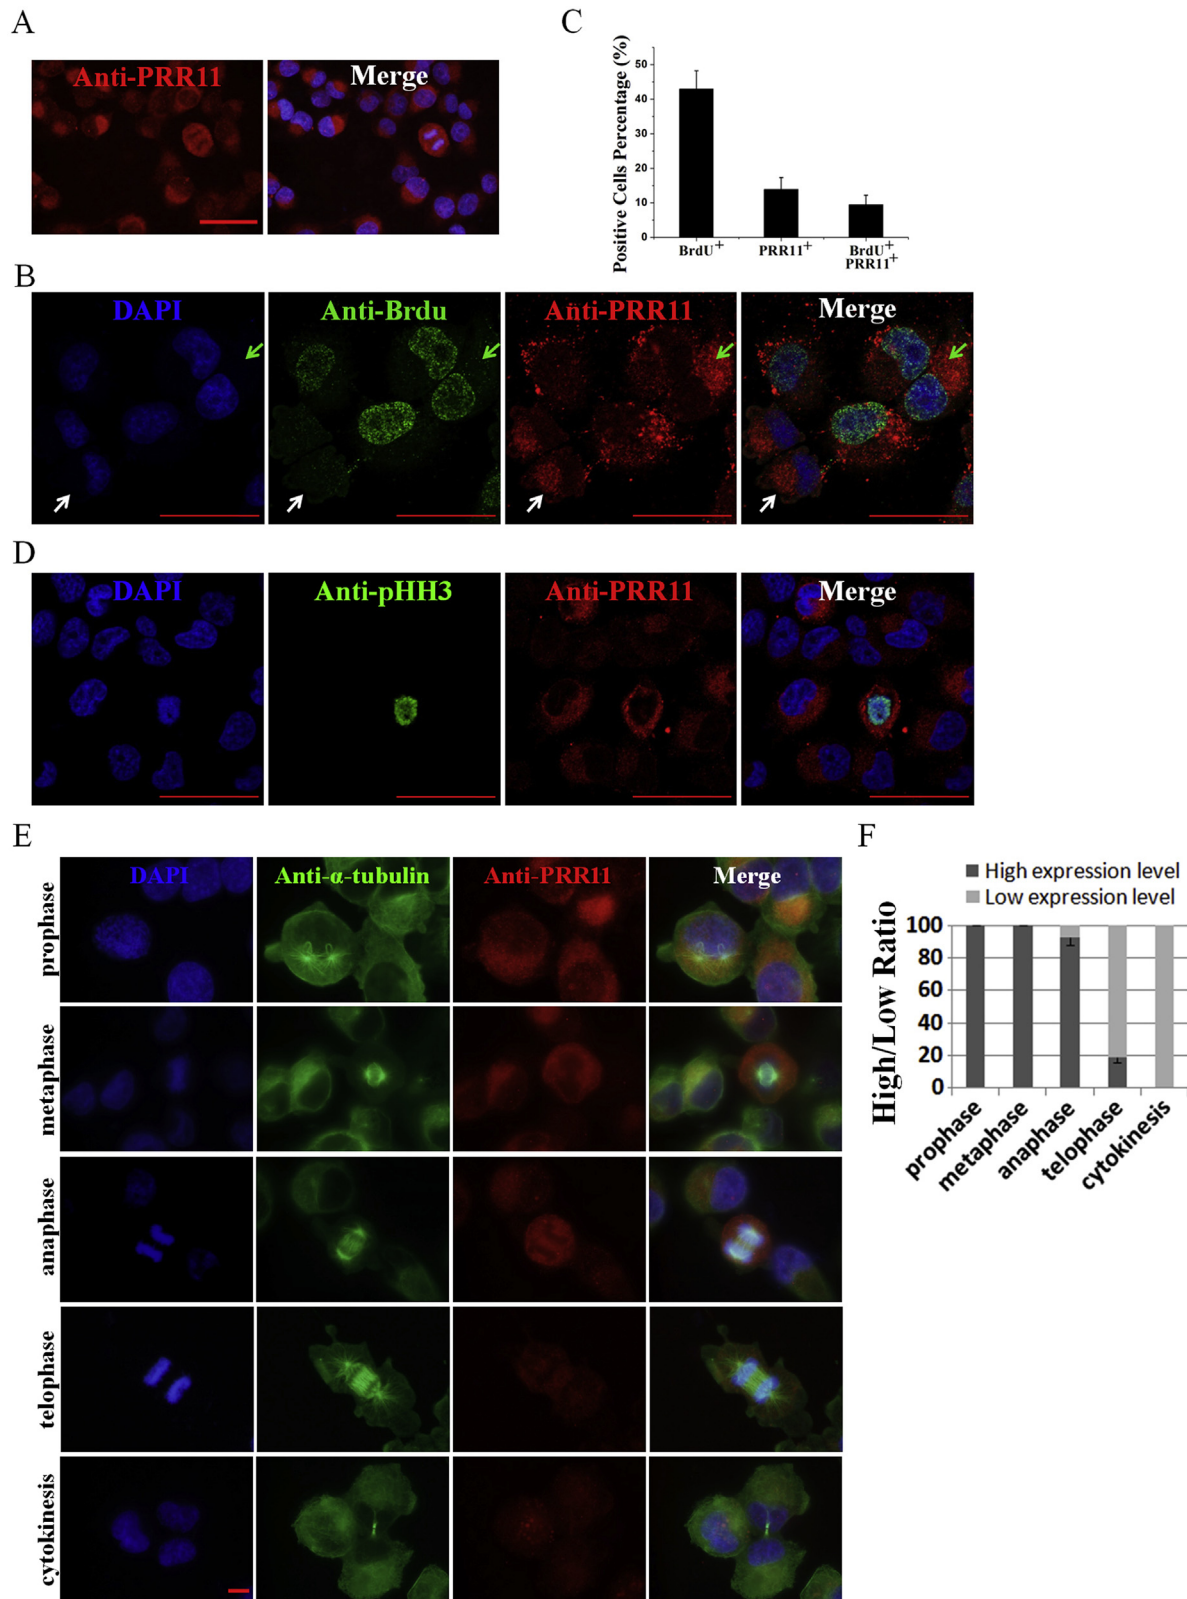 A
Anti-PRR11
Merge
C
Positive Cells Percentage (%)
50
40
30
20
10
0
BrdU+
PRR11+
BrdU+
PRR11+
B
DAPI
Anti-Brdu
Anti-PRR11
Merge
D
DAPI
Anti-pHH3
Anti-PRR11
Merge
E
DAPI
Anti-α-tubulin
Anti-PRR11
Merge
prophase
metaphase
anaphase
telophase
cytokinesis
F
High expression level
Low expression level
High/Low Ratio
100
80
60
40
20
0
prophase
metaphase
anaphase
telophase
cytokinesis